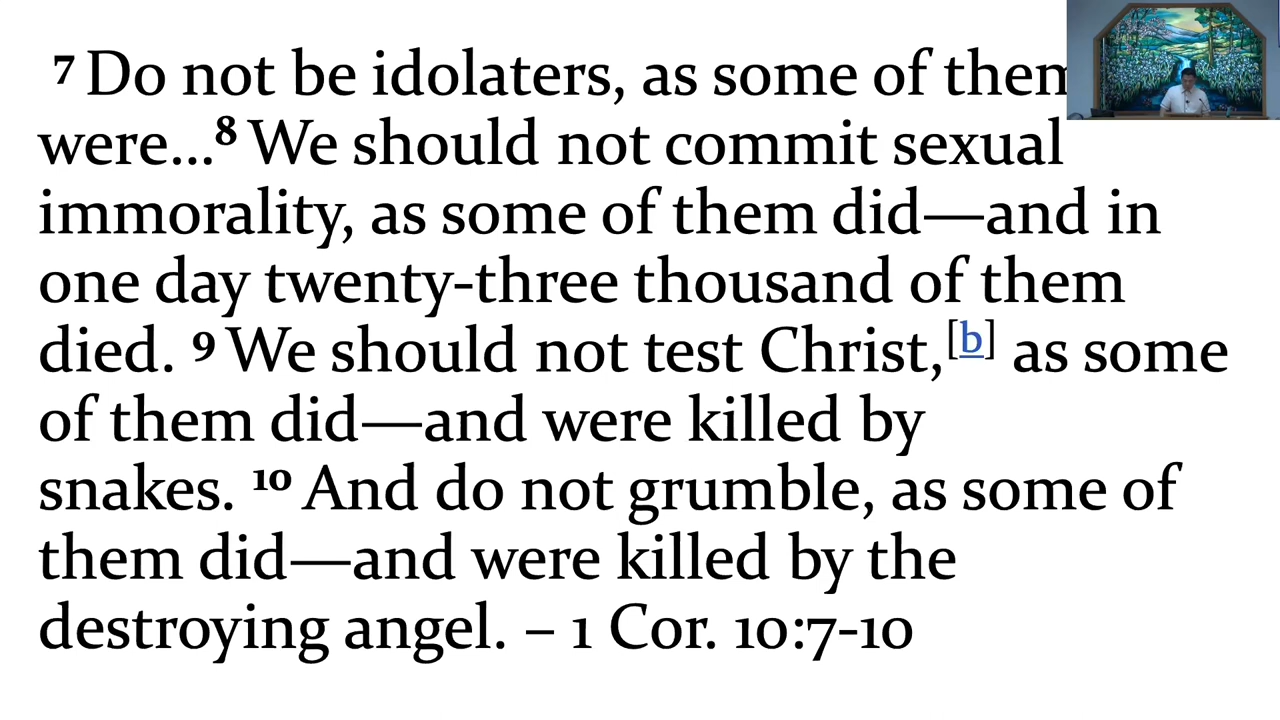 7 Do not be idolaters, as some of them
were...8 We should not commit sexual
immorality, as some of them did—and in
one day twenty-three thousand of them
died. 9 We should not test Christ,[b] as some
of them did—and were killed by
snakes. 10 And do not grumble, as some of
them did—and were killed by the
destroying angel. – 1 Cor. 10:7-10